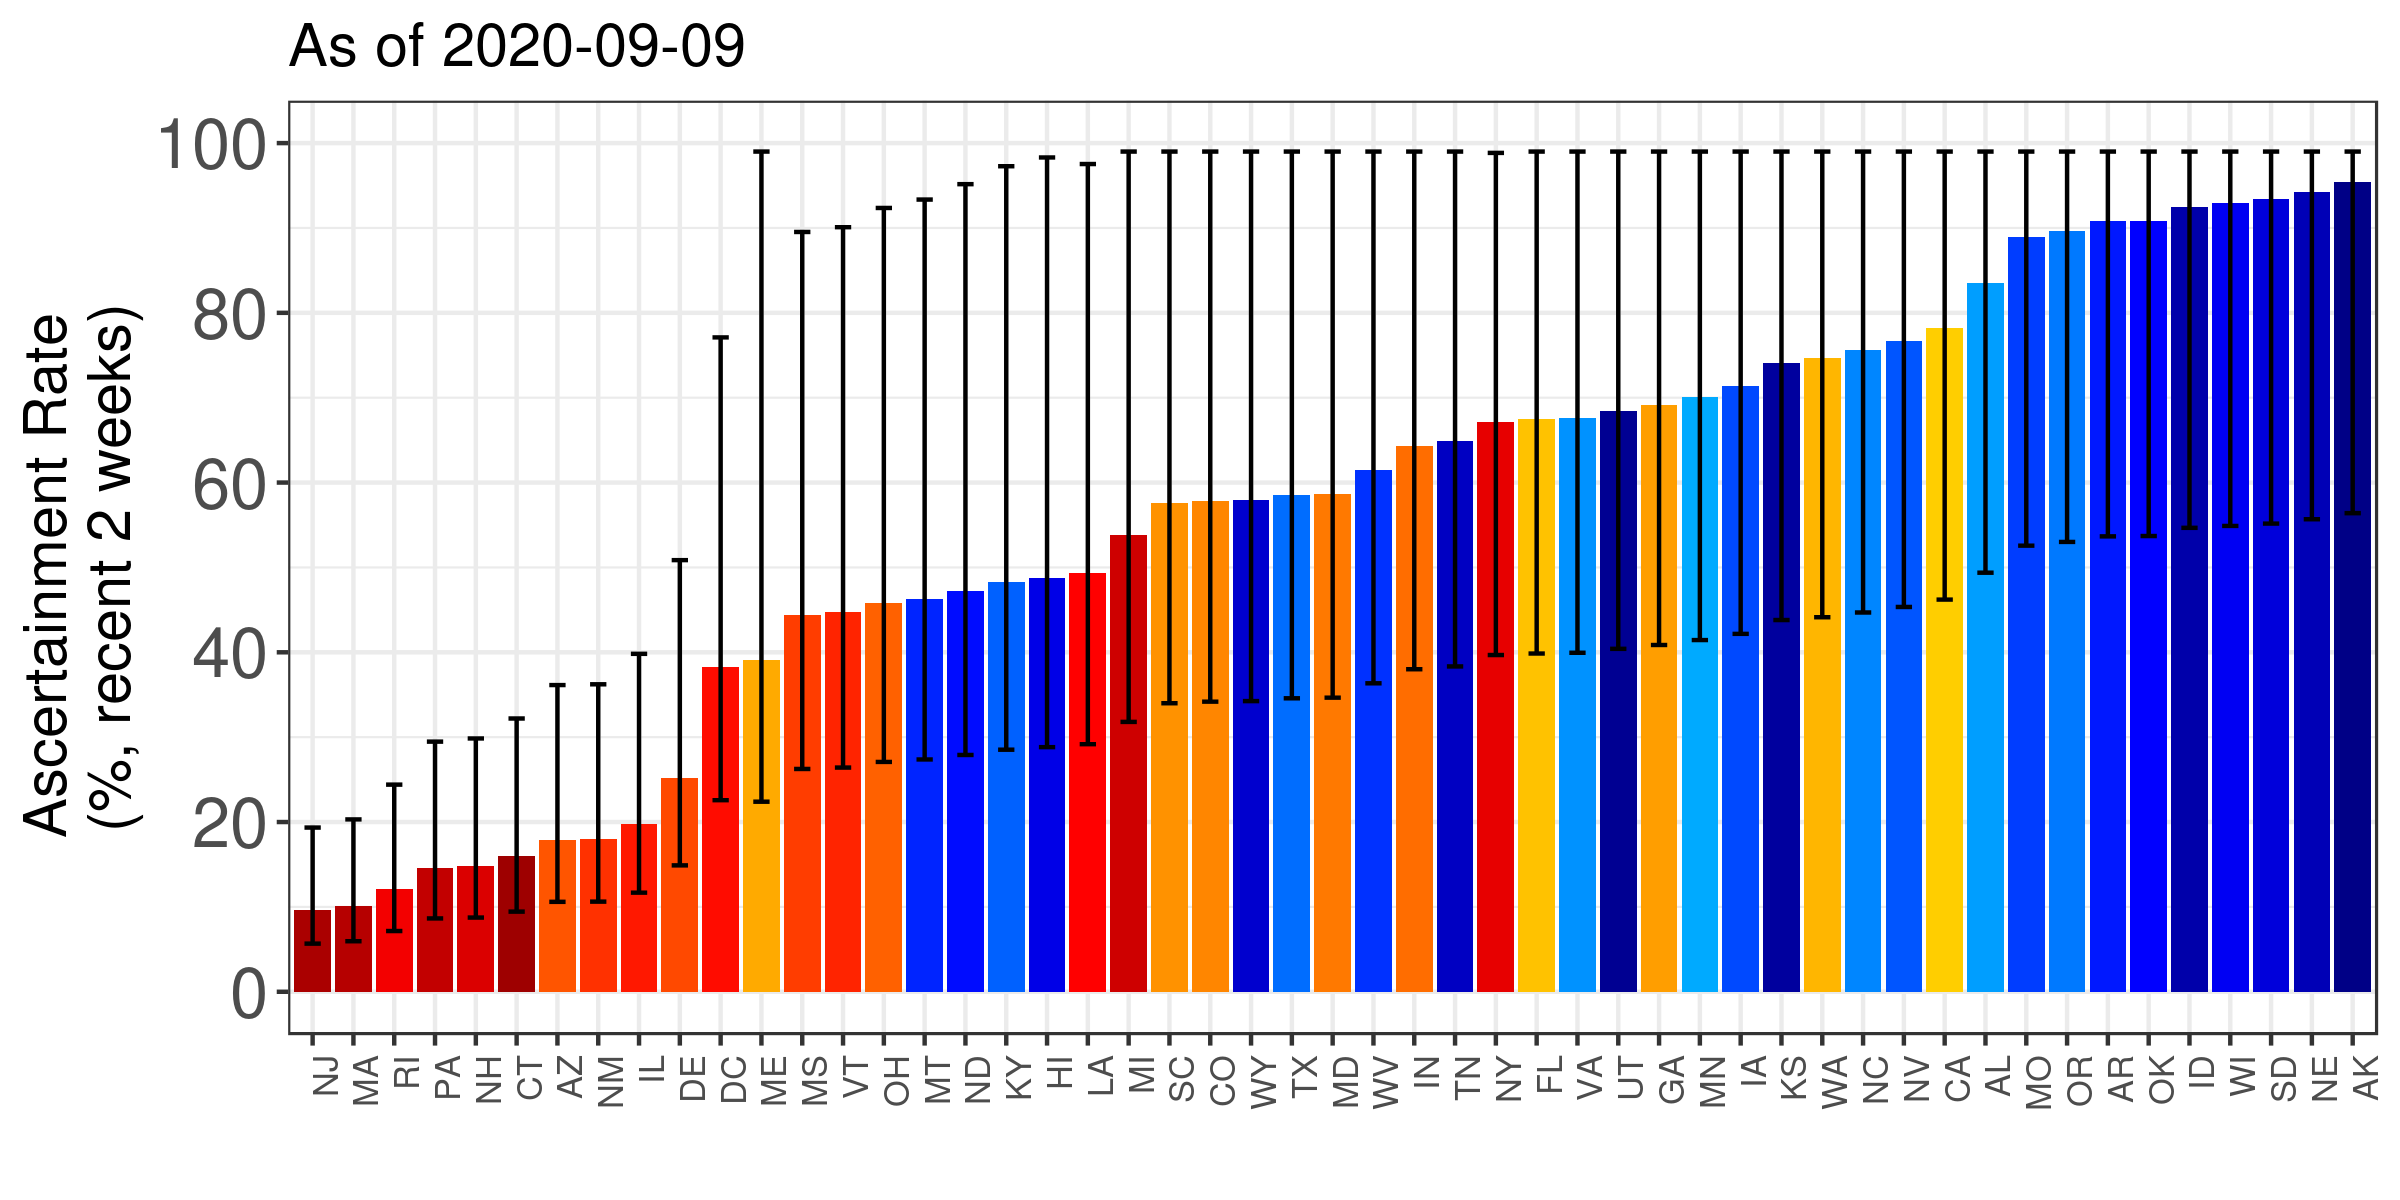 As of 2020-09-09
Ascertainment Rate
(%, recent 2 weeks)
100
80
60
40
20
0
NJ
MA
RI
PA
NH
CT
AZ
NM
IL
DE
DC
ME
MS
VT
OH
MT
ND
KY
HI
LA
MI
SC
CO
WY
TX
MD
WV
IN
TN
NY
FL
VA
UT
GA
MN
IA
KS
WA
NC
NV
CA
AL
MO
OR
AR
OK
ID
WI
SD
NE
AK